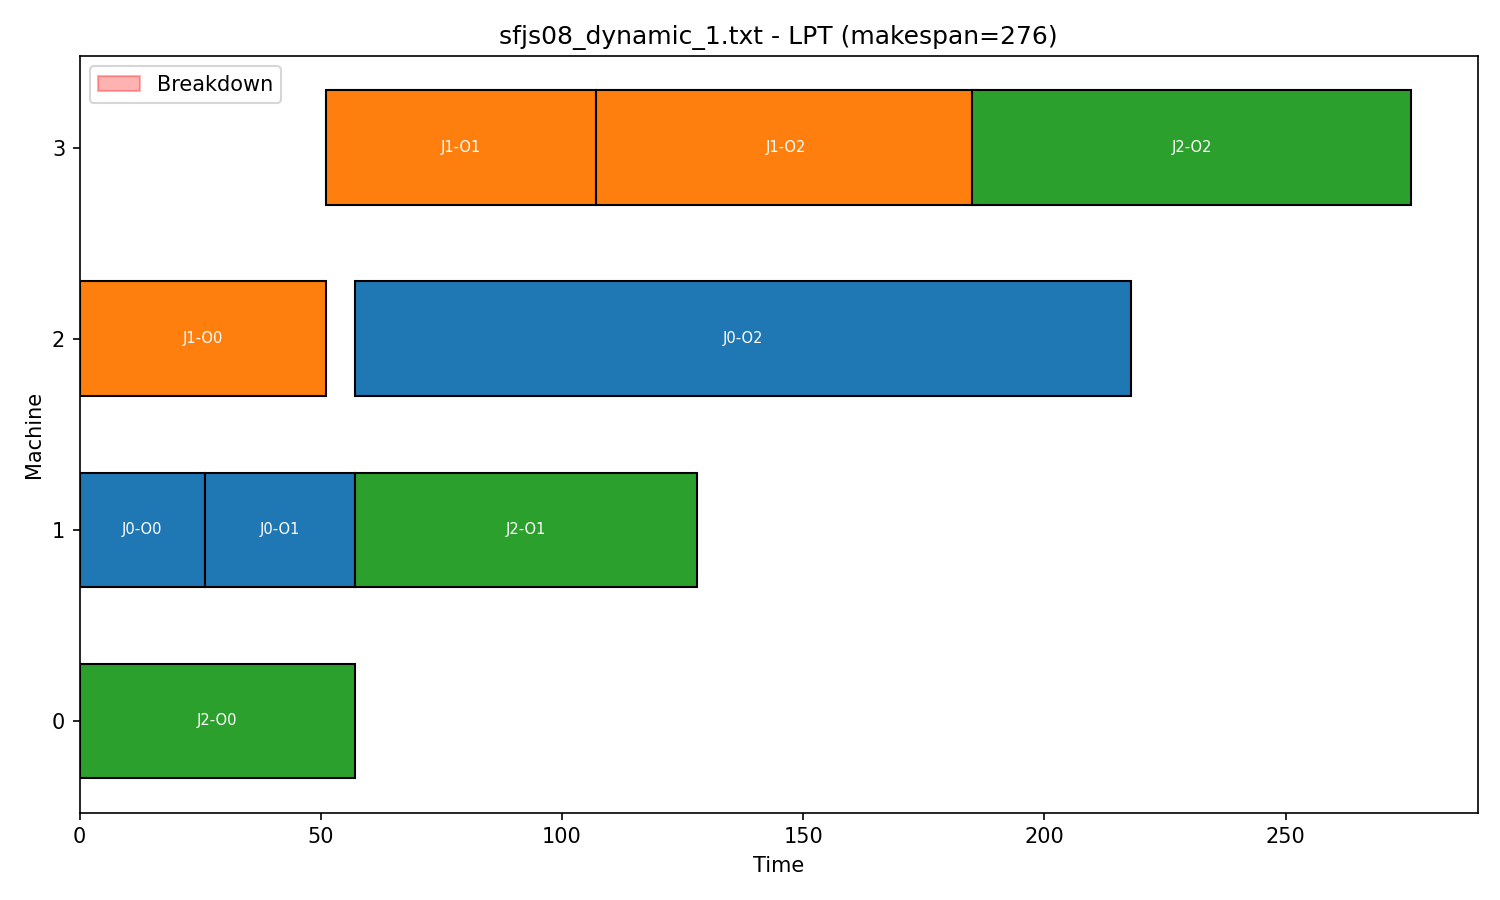 sfjs08_dynamic_1.txt - LPT (makespan=276)
Breakdown
3
J1-O1 J1-O2 J2-O2
2
J1-O0 J0-O2
Machine
1
J0-O0 J0-O1 J2-O1
0
J2-O0
0 50 100 150 200 250
Time